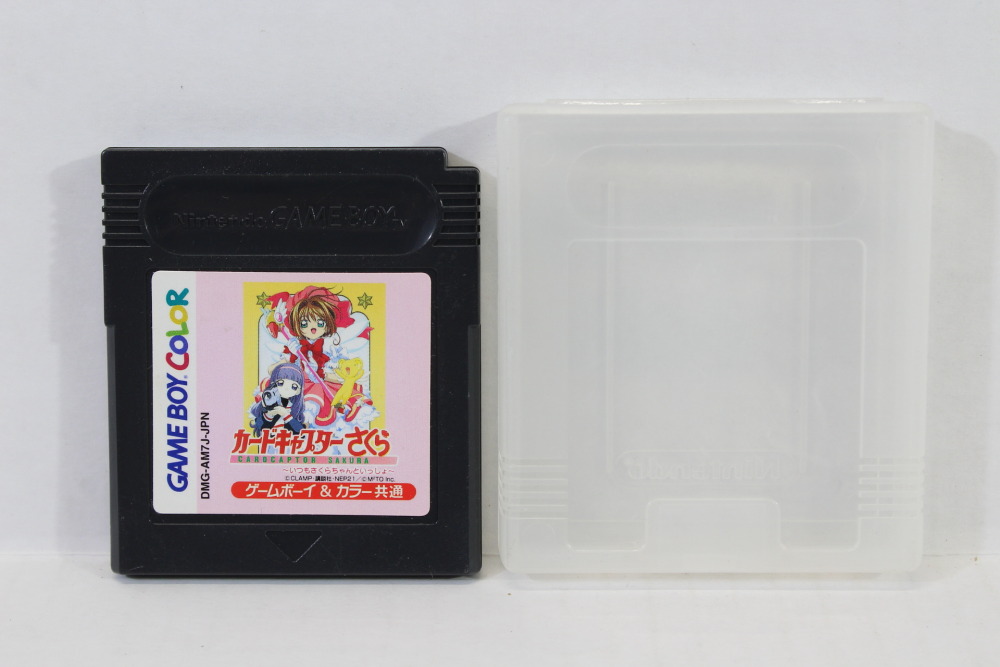 Nintendo GAME BOY
GAME BOY COLOR
DMG-AM7J-JPN
カードキャプターさくら
CARDCAPTOR SAKURA
〜いつもさくらちゃんといっしょ〜
©CLAMP・講談社・NEP21/©MTO Inc.
ゲームボーイ & カラー共通